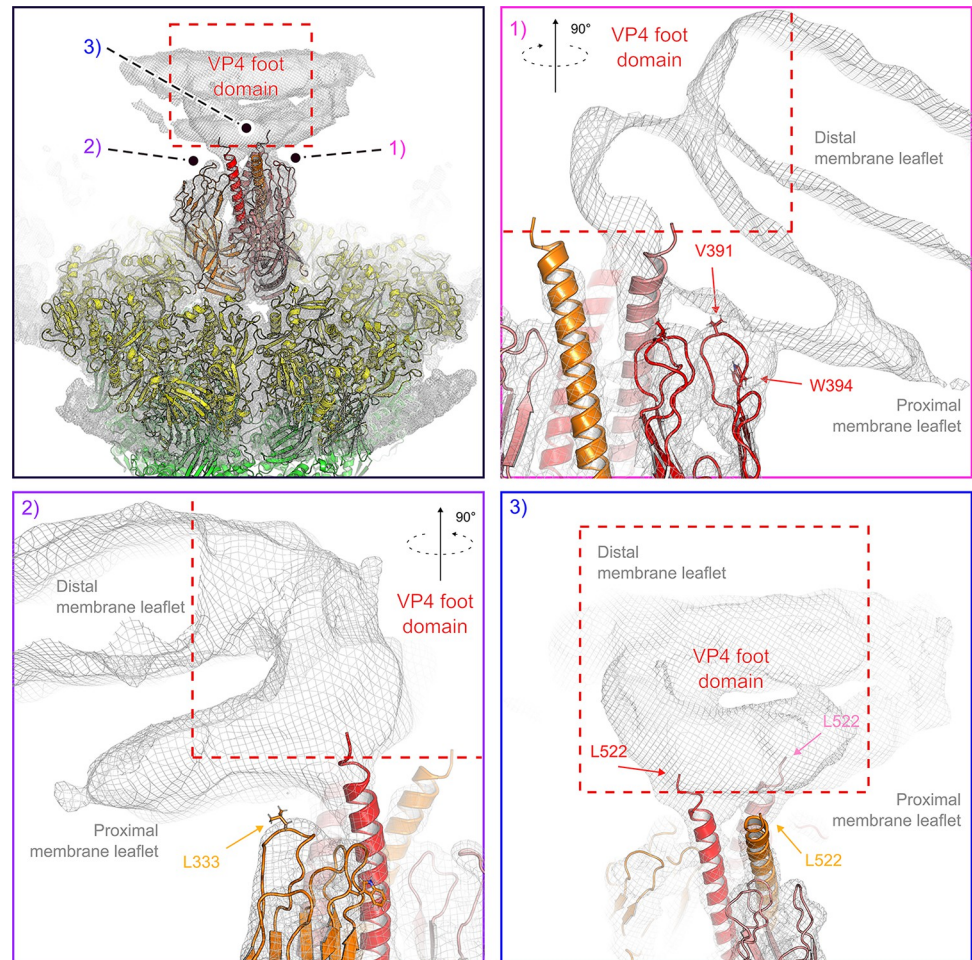 3)
VP4 foot
domain
2)
1)
1)
90°
VP4 foot
domain
Distal
membrane leaflet
V391
W394
Proximal
membrane leaflet
2)
90°
Distal
membrane leaflet
VP4 foot
domain
Proximal
membrane leaflet
L333
3)
Distal
membrane leaflet
VP4 foot
domain
L522
L522
Proximal
membrane leaflet
L522